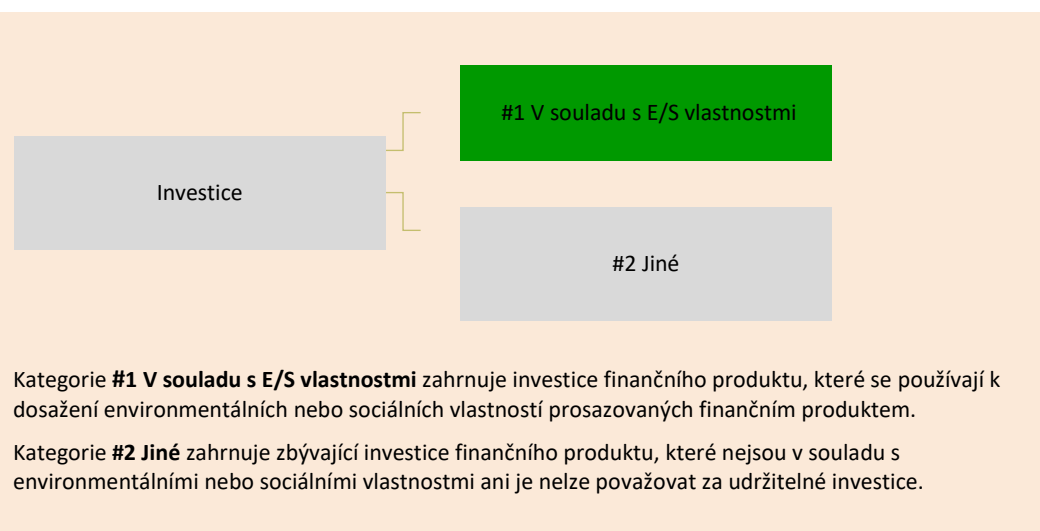 #1 V souladu s E/S vlastnostmi
Investice
#2 Jiné
Kategorie #1 V souladu s E/S vlastnostmi zahrnuje investice finančního produktu, které se používají k
dosažení environmentálních nebo sociálních vlastností prosazovaných finančním produktem.
Kategorie #2 Jiné zahrnuje zbývající investice finančního produktu, které nejsou v souladu s
environmentálními nebo sociálními vlastnostmi ani je nelze považovat za udržitelné investice.